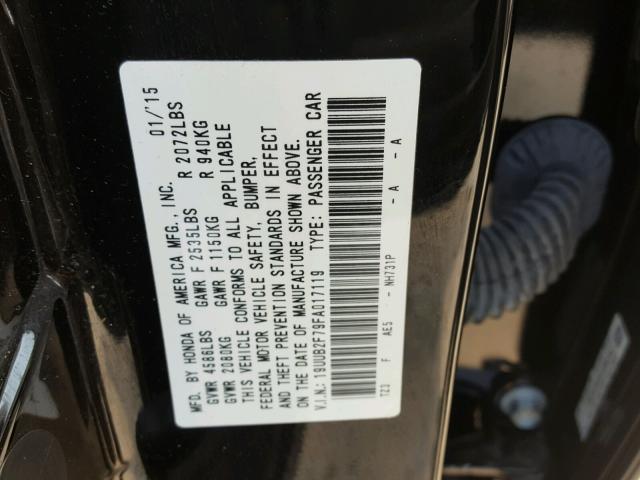 MFD. BY HONDA OF AMERICA MFG., INC. 01/'15
GVWR 4586LBS GAWR F 2535LBS R 2072LBS
GVWR 2080KG GAWR F 1150KG R 940KG
THIS VEHICLE CONFORMS TO ALL APPLICABLE
FEDERAL MOTOR VEHICLE SAFETY, BUMPER,
AND THEFT PREVENTION STANDARDS IN EFFECT
ON THE DATE OF MANUFACTURE SHOWN ABOVE.
V.I.N.: 19UUB2F79FA017119 TYPE: PASSENGER CAR
TZ3 F AE5 - NH731P - A - A